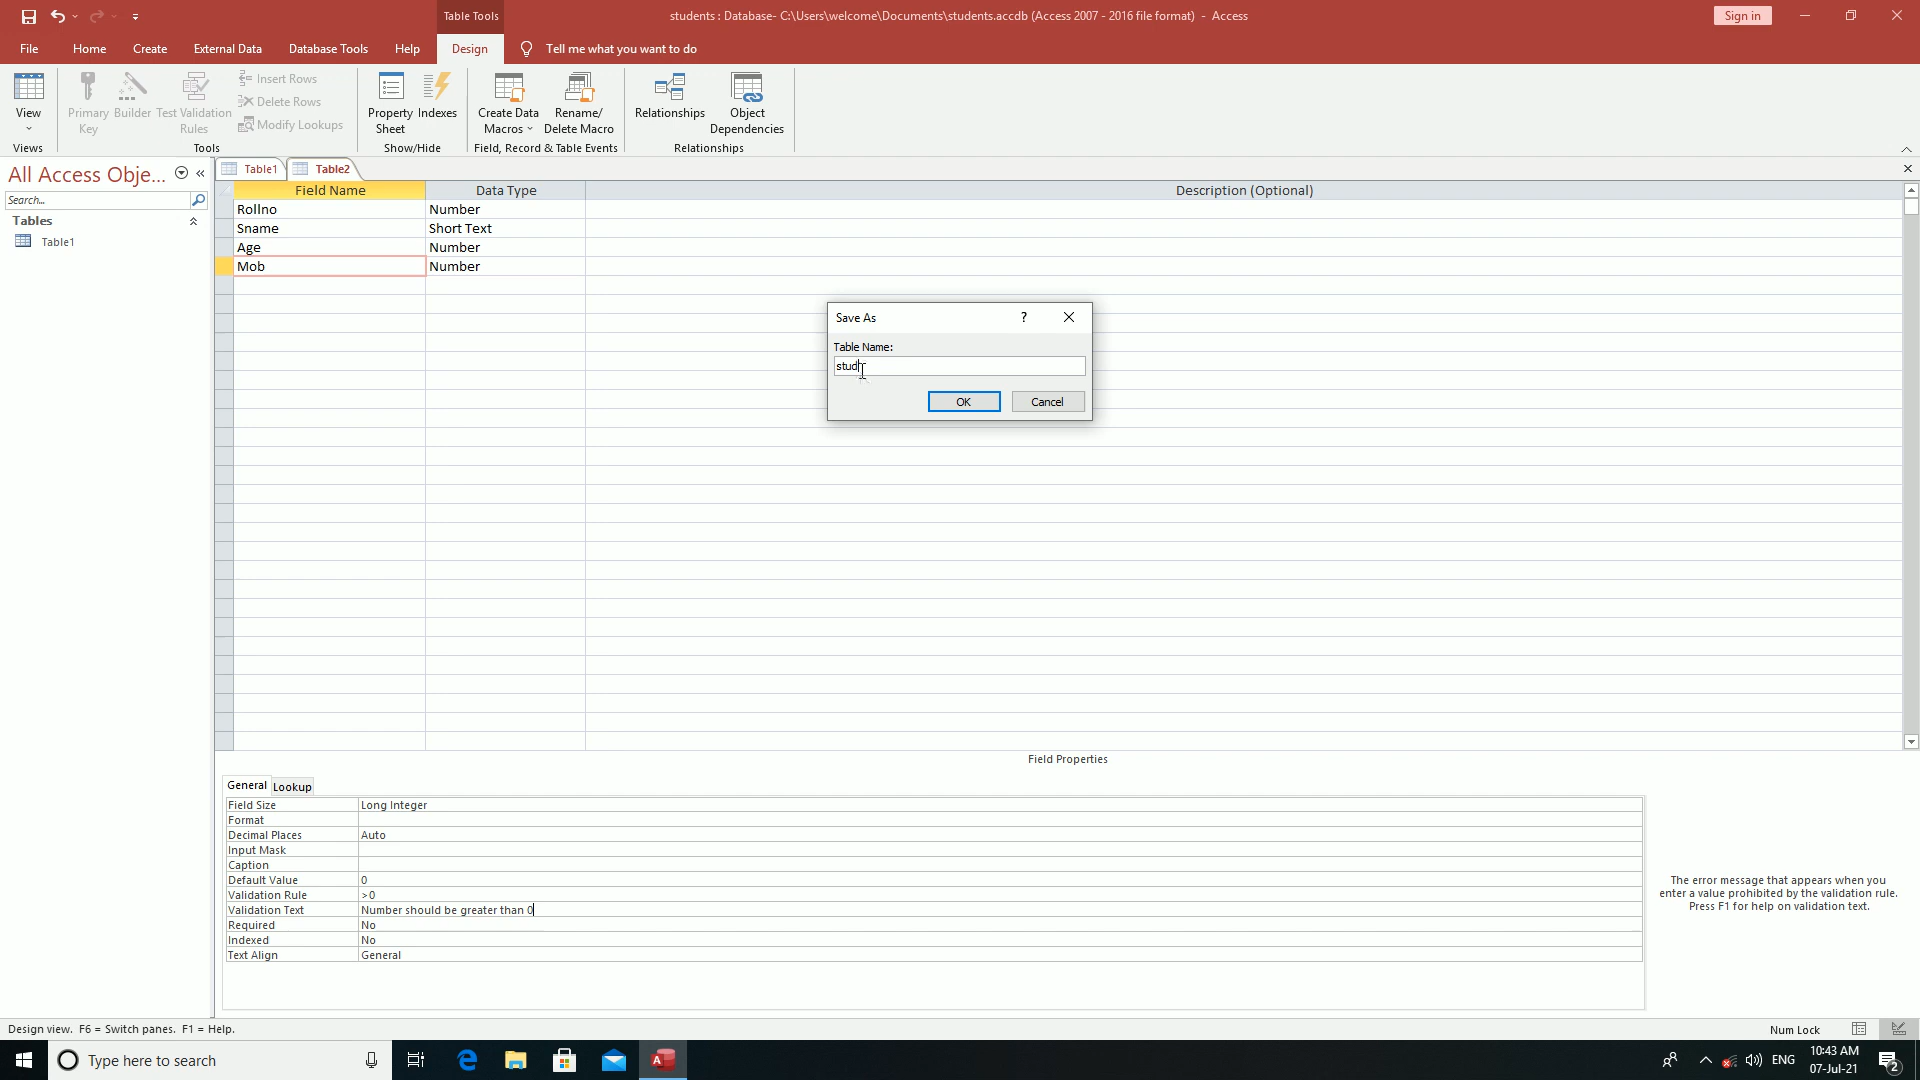 Table Tools
students : Database- C:\Users\welcome\Documents\students.accdb (Access 2007 - 2016 file format) - Access
Sign in
File
Home
Create
External Data
Database Tools
Help
Design
Tell me what you want to do
View
Primary Key
Builder
Test Validation Rules
Insert Rows
Delete Rows
Modify Lookups
Property Sheet
Indexes
Create Data Macros
Rename/ Delete Macro
Relationships
Object Dependencies
Views
Tools
Show/Hide
Field, Record & Table Events
Relationships
All Access Obje...
Search...
Tables
Table1
Table1
Table2
Field Name
Data Type
Description (Optional)
Rollno
Number
Sname
Short Text
Age
Number
Mob
Number
Save As
?
Table Name:
stud
OK
Cancel
Field Properties
General
Lookup
Field Size
Long Integer
Format
Decimal Places
Auto
Input Mask
Caption
Default Value
0
Validation Rule
>0
Validation Text
Number should be greater than 0
Required
No
Indexed
No
Text Align
General
The error message that appears when you
enter a value prohibited by the validation rule.
Press F1 for help on validation text.
Design view. F6 = Switch panes. F1 = Help.
Num Lock
Type here to search
ENG
10:43 AM
07-Jul-21
2